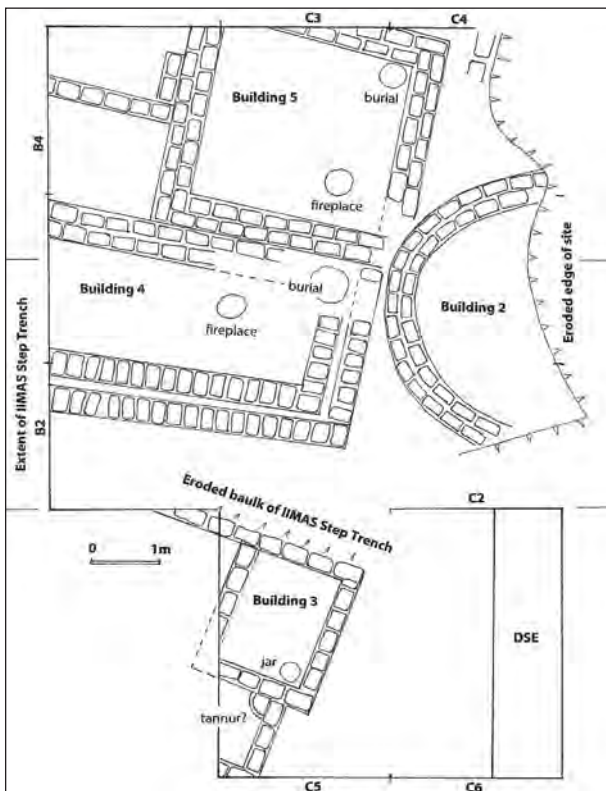 C3
C4
Building 5
burial
B4
fireplace
Building 4
burial
fireplace
Building 2
Eroded edge of site
Extent of IIMAS Step Trench
B2
Eroded baulk of IIMAS Step Trench
C2
0 1m
Building 3
DSE
jar
tannur?
C5
C6